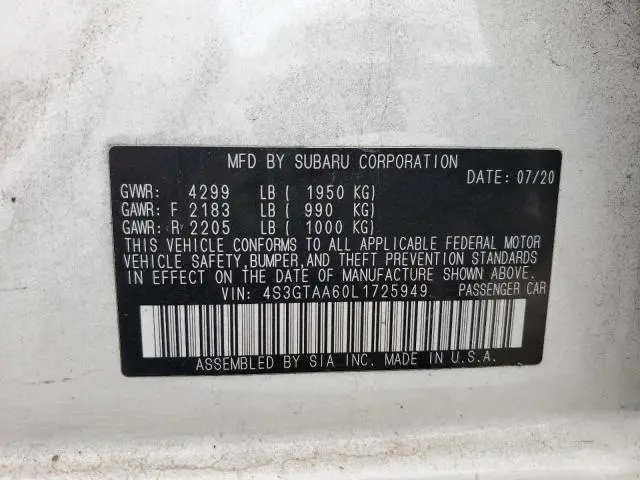 MFD BY SUBARU CORPORATION
DATE: 07/20
GVWR: 4299 LB ( 1950 KG)
GAWR: F 2183 LB ( 990 KG)
GAWR: R 2205 LB ( 1000 KG)
THIS VEHICLE CONFORMS TO ALL APPLICABLE FEDERAL MOTOR
VEHICLE SAFETY, BUMPER, AND THEFT PREVENTION STANDARDS
IN EFFECT ON THE DATE OF MANUFACTURE SHOWN ABOVE.
VIN: 4S3GTAA60L1725949 PASSENGER CAR
ASSEMBLED BY SIA INC. MADE IN U.S.A.